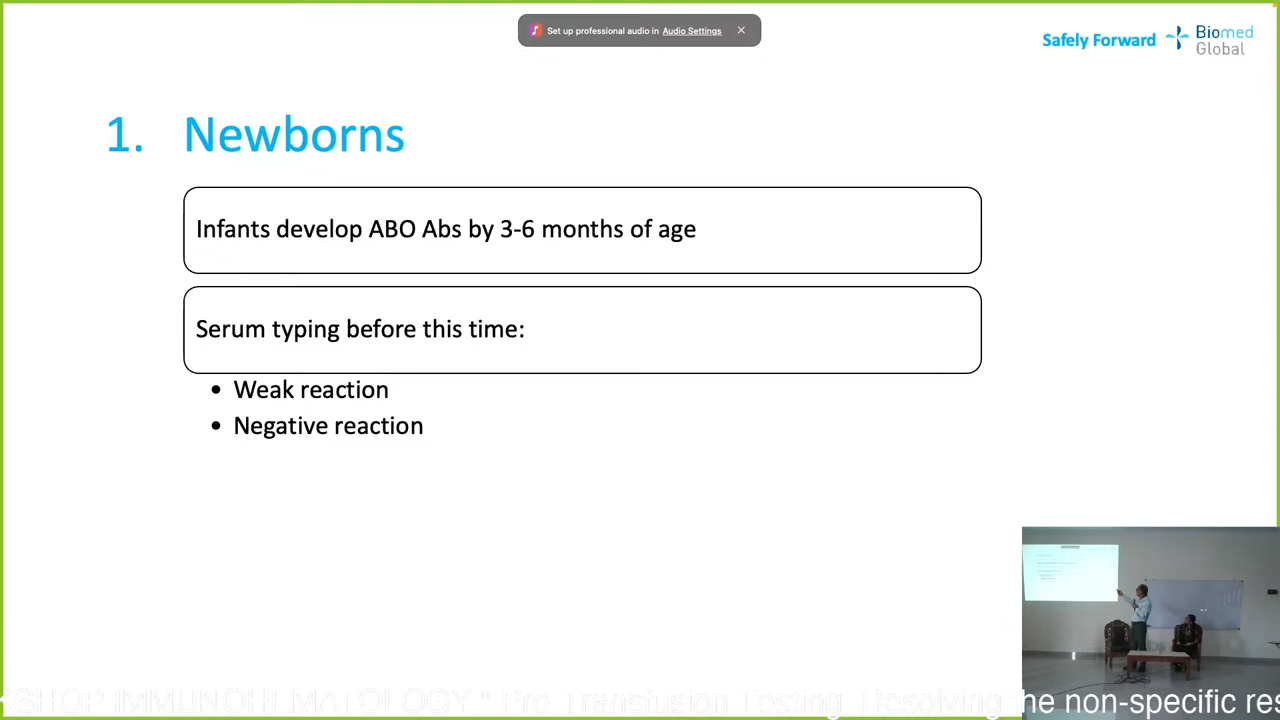 Set up professional audio in Audio Settings
Safely Forward
Biomed
Global
1. Newborns
Infants develop ABO Abs by 3-6 months of age
Serum typing before this time:
• Weak reaction
• Negative reaction
KSHOP IMMUNOHEMATOLOGY " Pre Transfusion Testing, Resolving the non-specific res